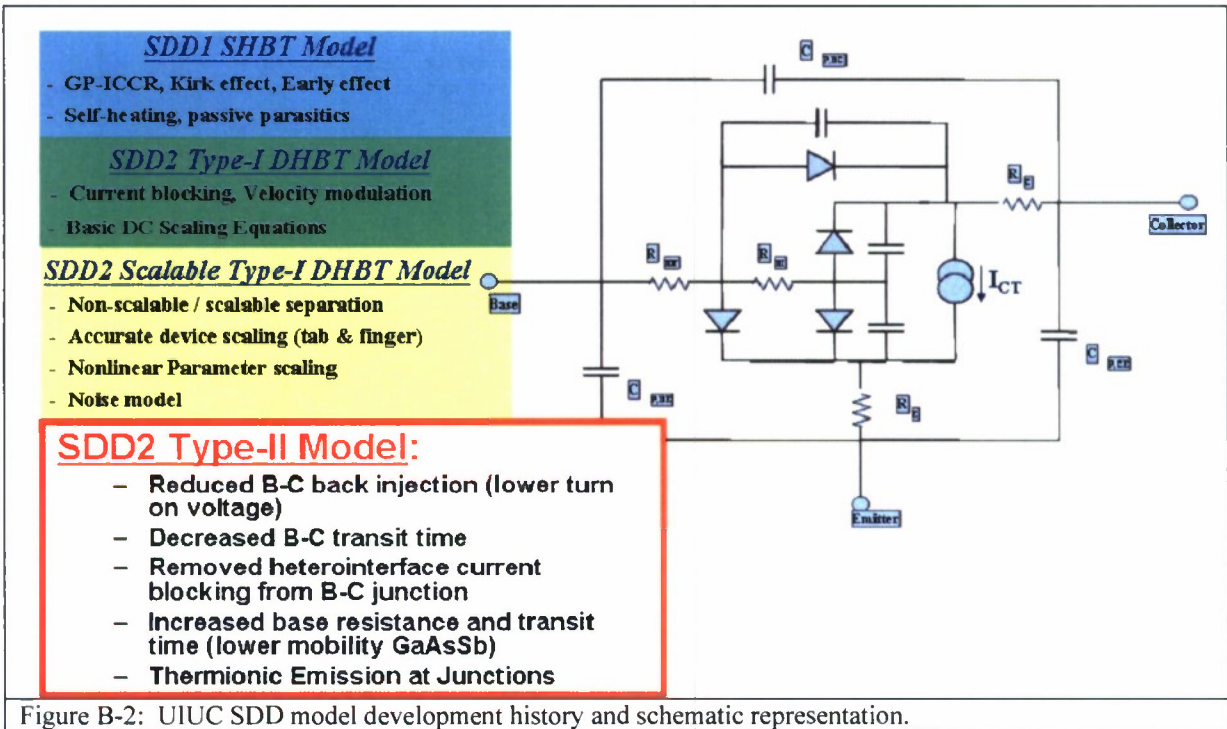 SDD1 SHBT Model
- GP-ICCR, Kirk effect, Early effect
- Self-heating, passive parasitics
SDD2 Type-I DHBT Model
- Current blocking, Velocity modulation
- Basic DC Scaling Equations
SDD2 Scalable Type-I DHBT Model
- Non-scalable / scalable separation
- Accurate device scaling (tab & finger)
- Nonlinear Parameter scaling
- Noise model
SDD2 Type-II Model:
– Reduced B-C back injection (lower turn
on voltage)
– Decreased B-C transit time
– Removed heterointerface current
blocking from B-C junction
– Increased base resistance and transit
time (lower mobility GaAsSb)
– Thermionic Emission at Junctions
C
R
Collector
R
R
Base
I CT
C
C
R E
Emitter
Figure B-2: UIUC SDD model development history and schematic representation.